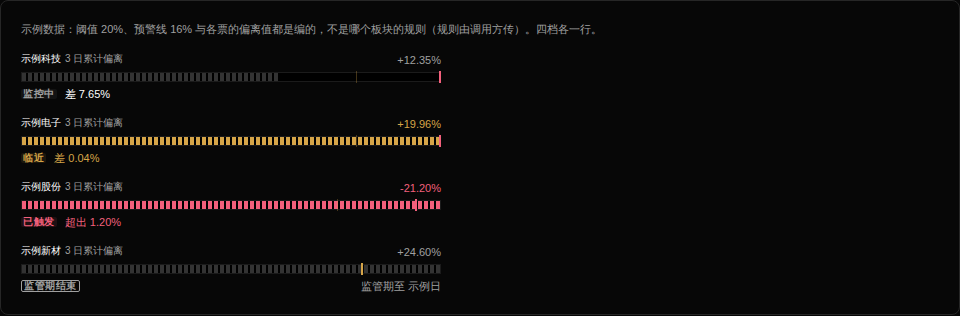 示例数据：阈值 20%、预警线 16% 与各票的偏离值都是编的，不是哪个板块的规则（规则由调用方传）。四档各一行。
示例科技 3 日累计偏离 +12.35%
监控中 差 7.65%
示例电子 3 日累计偏离 +19.96%
临近 差 0.04%
示例股份 3 日累计偏离 -21.20%
已触发 超出 1.20%
示例新材 3 日累计偏离 +24.60%
监管期结束 监管期至 示例日